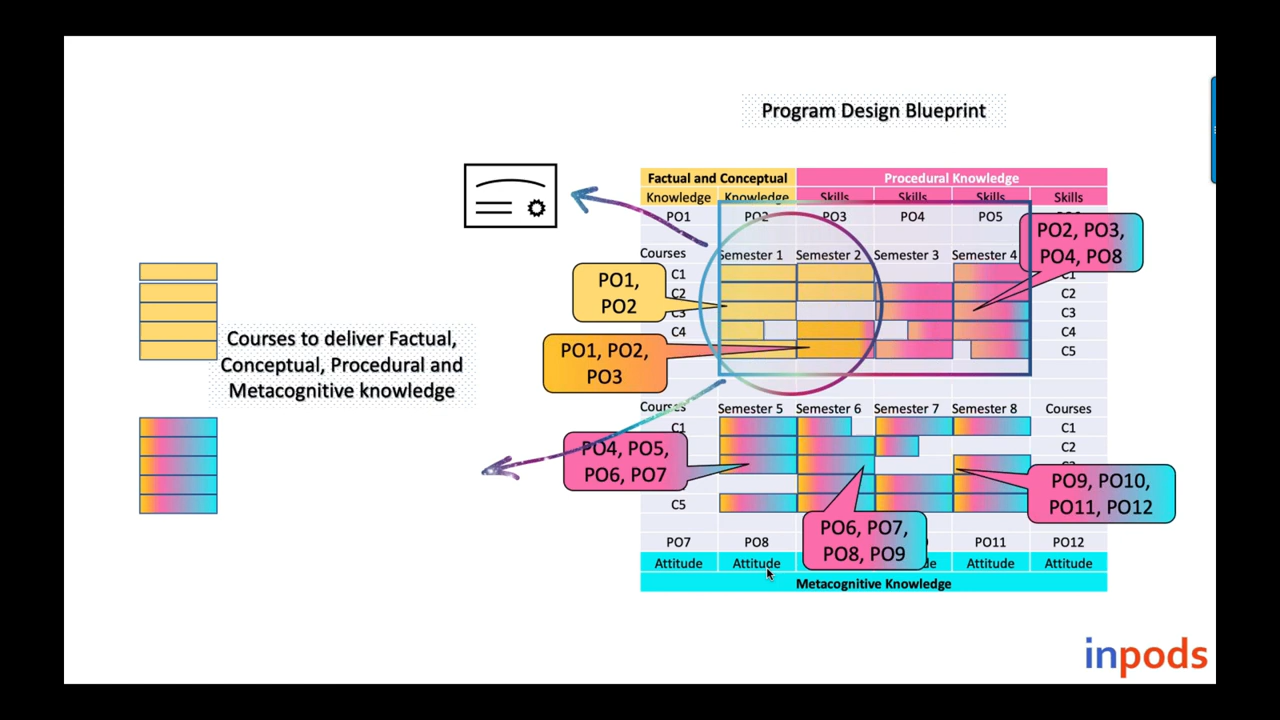 Program Design Blueprint
Factual and Conceptual Procedural Knowledge
Knowledge Knowledge Skills Skills Skills Skills
PO1 PO2 PO3 PO4 PO5
PO2, PO3,
PO4, PO8
Courses Semester 1 Semester 2 Semester 3 Semester 4
C1 C1
C2 C2
C3 C3
C4 C4
C5
PO1,
PO2
PO1, PO2,
PO3
Courses to deliver Factual,
Conceptual, Procedural and
Metacognitive knowledge
Courses Semester 5 Semester 6 Semester 7 Semester 8 Courses
C1 C1
C2
C5
PO4, PO5,
PO6, PO7
PO9, PO10,
PO11, PO12
PO6, PO7,
PO8, PO9
PO7 PO8 PO11 PO12
Attitude Attitude Attitude Attitude
Metacognitive Knowledge
inpods